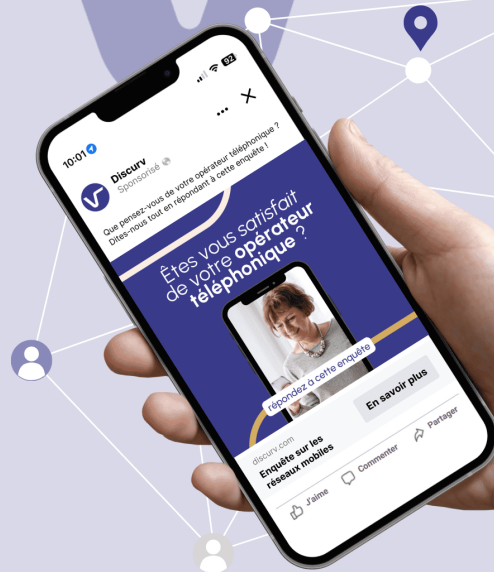 10:01
92
Discurv
Sponsorisé
Que pensez-vous de votre opérateur téléphonique ?
Dites-nous tout en répondant à cette enquête !
Êtes vous satisfait
de votre opérateur
téléphonique ?
répondez à cette enquête
discurv.com
Enquête sur les
réseaux mobiles
En savoir plus
J'aime
Commenter
Partager